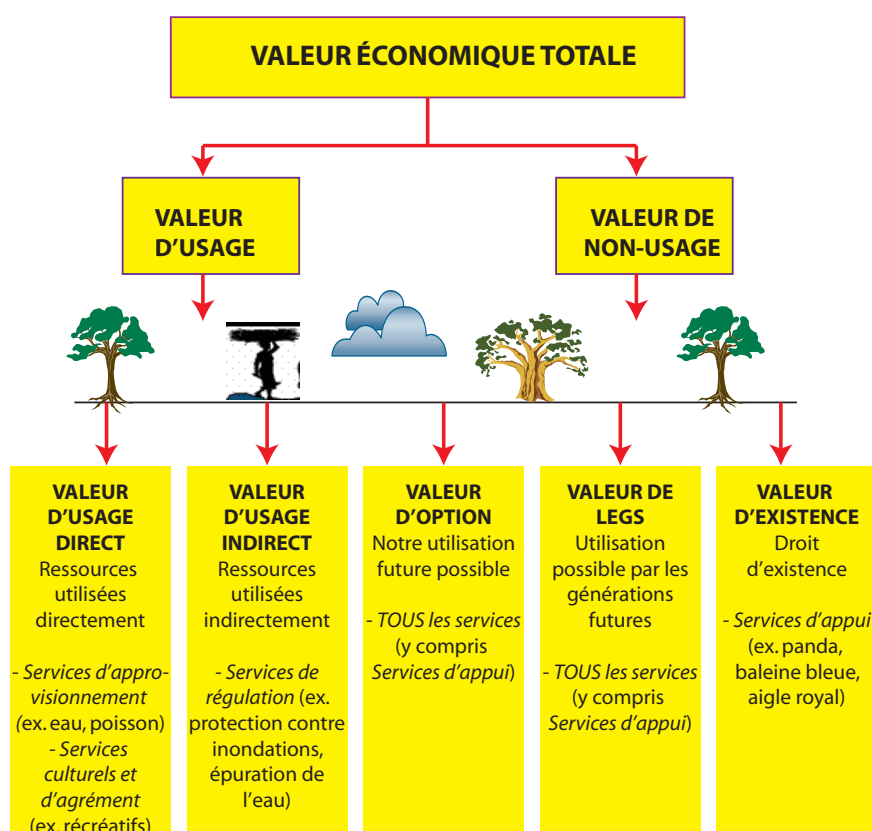 VALEUR ÉCONOMIQUE TOTALE
VALEUR
D'USAGE
VALEUR DE
NON-USAGE
VALEUR
D'USAGE
DIRECT
Ressources
utilisées
directement
- Services d'appro-
visionnement
(ex. eau, poisson)
- Services
culturels et
d'agrément
(ex. récréatifs)
VALEUR
D'USAGE
INDIRECT
Ressources
utilisées
indirectement
- Services de
régulation (ex.
protection contre
inondations,
épuration de
l'eau)
VALEUR
D'OPTION
Notre utilisation
future possible
- TOUS les services
(y compris
Services d'appui)
VALEUR DE
LEGS
Utilisation
possible par les
générations
futures
- TOUS les services
(y compris
Services d'appui)
VALEUR
D'EXISTENCE
Droit
d'existence
- Services d'appui
(ex. panda,
baleine bleue,
aigle royal)